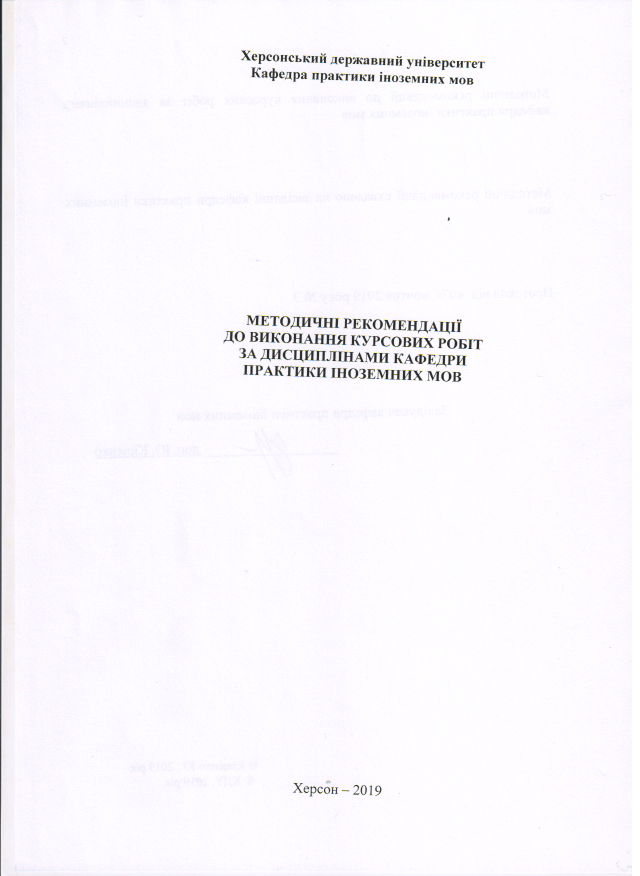 Херсонський державний університет
Кафедра практики іноземних мов
МЕТОДИЧНІ РЕКОМЕНДАЦІЇ
ДО ВИКОНАННЯ КУРСОВИХ РОБІТ
ЗА ДИСЦИПЛІНАМИ КАФЕДРИ
ПРАКТИКИ ІНОЗЕМНИХ МОВ
Херсон – 2019